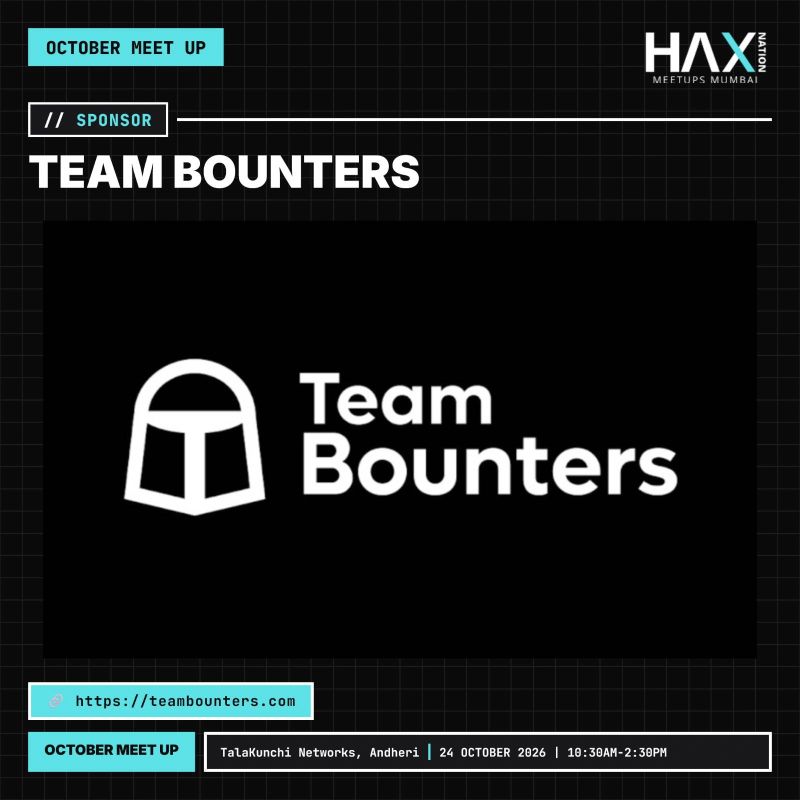 OCTOBER MEET UP
HAX NATION
MEETUPS MUMBAI
// SPONSOR
TEAM BOUNTERS
Team
Bounters
https://teambounters.com
OCTOBER MEET UP
TalaKunchi Networks, Andheri | 24 OCTOBER 2026 | 10:30AM-2:30PM